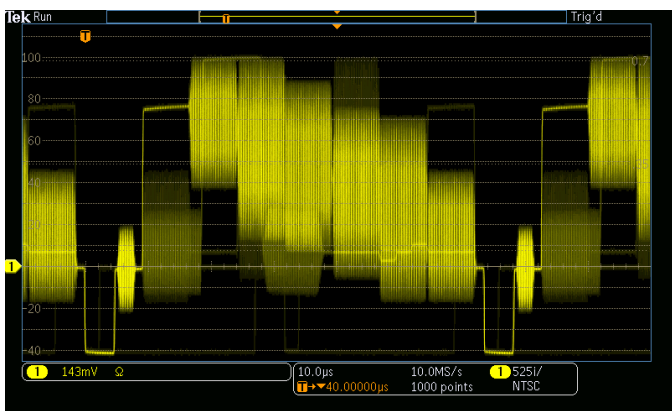 Tek Run Trig'd
T
T
100
0.7
80
60
40
20
1
-20
-40
1 143mV Ω
10.0µs 10.0MS/s
T→▼40.00000µs 1000 points
1 525i/
NTSC